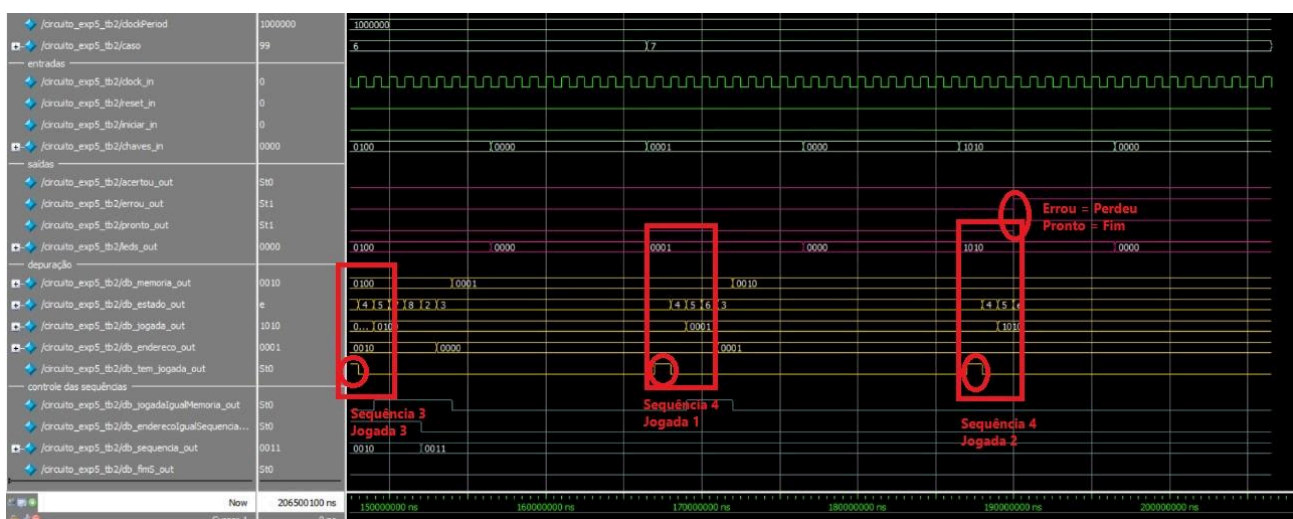 /circuito_exp5_tb2/clockPeriod 1000000 1000000
/circuito_exp5_tb2/caso 99 6 7
entradas
/circuito_exp5_tb2/clock_in 0
/circuito_exp5_tb2/reset_in 0
/circuito_exp5_tb2/iniciar_in 0
/circuito_exp5_tb2/chaves_in 0000 0100 0000 0001 0000 1010 0000
saídas
/circuito_exp5_tb2/acertou_out St0
/circuito_exp5_tb2/errou_out St1
Errou = Perdeu
/circuito_exp5_tb2/pronto_out St1
Pronto = Fim
/circuito_exp5_tb2/leds_out 0000 0100 0000 0001 0000 1010 0000
depuração
/circuito_exp5_tb2/db_memoria_out 0010 0100 0001 0010
/circuito_exp5_tb2/db_estado_out e 4 5 7 8 2 3 4 5 6 3 4 5 e
/circuito_exp5_tb2/db_jogada_out 1010 0... 0100 0001 1010
/circuito_exp5_tb2/db_endereco_out 0001 0010 0000 0001
/circuito_exp5_tb2/db_tem_jogada_out St0
controle das sequências
/circuito_exp5_tb2/db_jogadaIgualMemoria_out St0
Sequência 3
Jogada 3
Sequência 4
Jogada 1
Sequência 4
Jogada 2
/circuito_exp5_tb2/db_enderecoIgualSequencia... St0
/circuito_exp5_tb2/db_sequencia_out 0011 0010 0011
/circuito_exp5_tb2/db_fimS_out St0
Now 206500100 ns 150000000 ns 160000000 ns 170000000 ns 180000000 ns 190000000 ns 200000000 ns